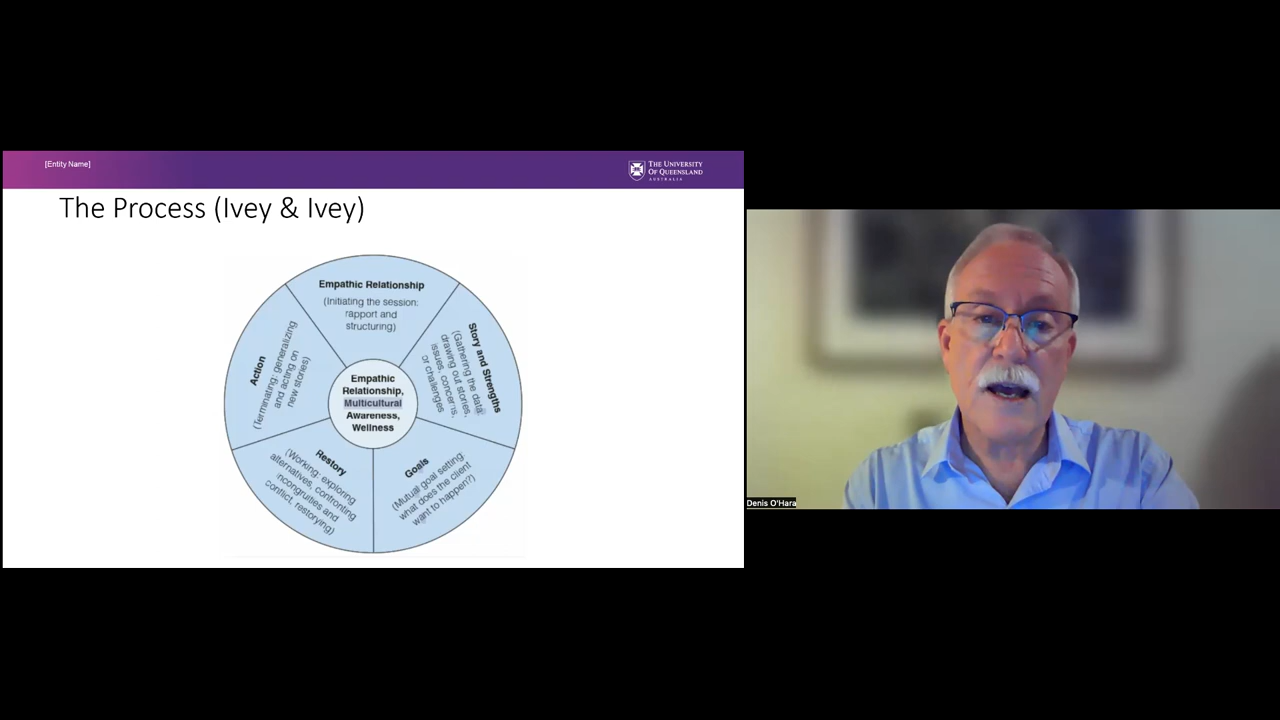 [Entity Name]
THE UNIVERSITY
OF QUEENSLAND
AUSTRALIA
The Process (Ivey & Ivey)
Empathic Relationship
(Initiating the session:
rapport and
structuring)
Story and Strengths
(Gathering the data:
drawing out stories,
issues, concerns,
or challenges
Goals
(Mutual goal setting:
what does the client
want to happen?)
Restory
(Working: exploring
alternatives, confronting
incongruities and
conflict, restorying)
Action
(Terminating: generalizing
and acting on
new stories)
Empathic
Relationship,
Multicultural
Awareness,
Wellness
Denis O'Hara